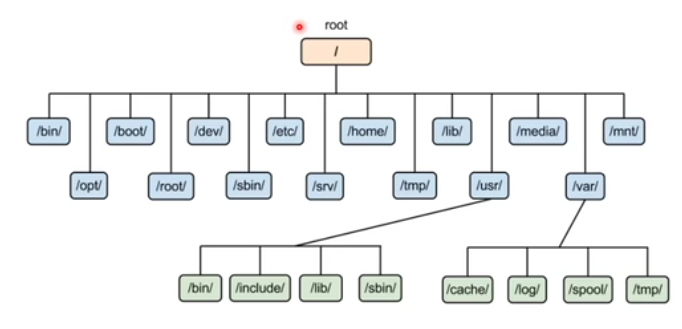 root
/
/bin/ /boot/ /dev/ /etc/ /home/ /lib/ /media/ /mnt/
/opt/ /root/ /sbin/ /srv/ /tmp/ /usr/ /var/
/bin/ /include/ /lib/ /sbin/ /cache/ /log/ /spool/ /tmp/